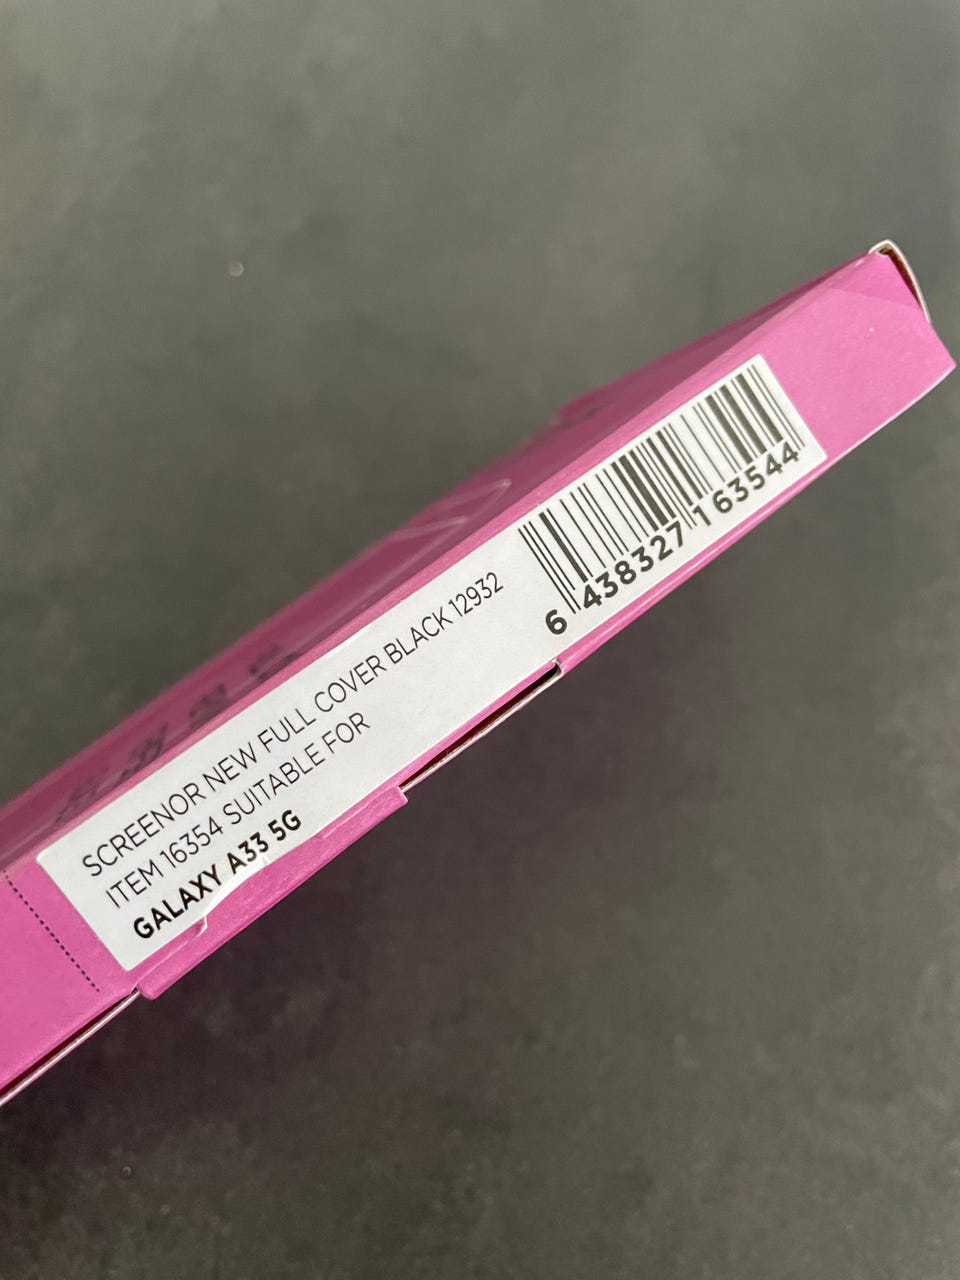 SCREENOR NEW FULL COVER BLACK 12932
ITEM 16354 SUITABLE FOR
GALAXY A33 5G
6 438327 163544